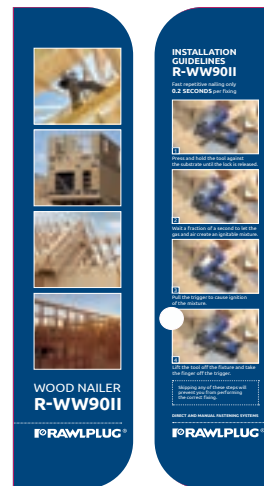 WOOD NAILER
R-WW90II
RAWLPLUG®
INSTALLATION
GUIDELINES
R-WW90II
Fast repetitive nailing only
0.2 SECONDS per fixing
1
Press and hold the tool against
the substrate until the lock is released.
2
Wait a fraction of a second to let the
gas and air create an ignitable mixture.
3
Pull the trigger to cause ignition
of the mixture.
4
Lift the tool off the fixture and take
the finger off the trigger.
Skipping any of these steps will
prevent you from performing
the correct fixing.
DIRECT AND MANUAL FASTENING SYSTEMS
RAWLPLUG®